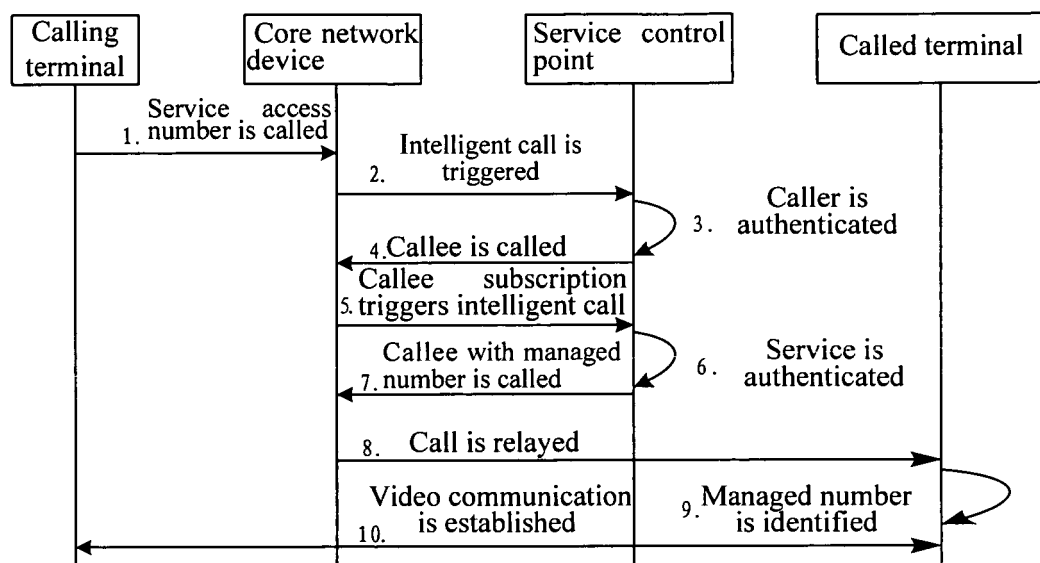 Calling
terminal
Core network
device
Service control
point
Called terminal
Service access
1. number is called
Intelligent call is
2. triggered
Caller is
3. authenticated
4. Callee is called
Callee subscription
5. triggers intelligent call
Service is
6. authenticated
Callee with managed
7. number is called
8. Call is relayed
Managed number
9. is identified
Video communication
is established
10.